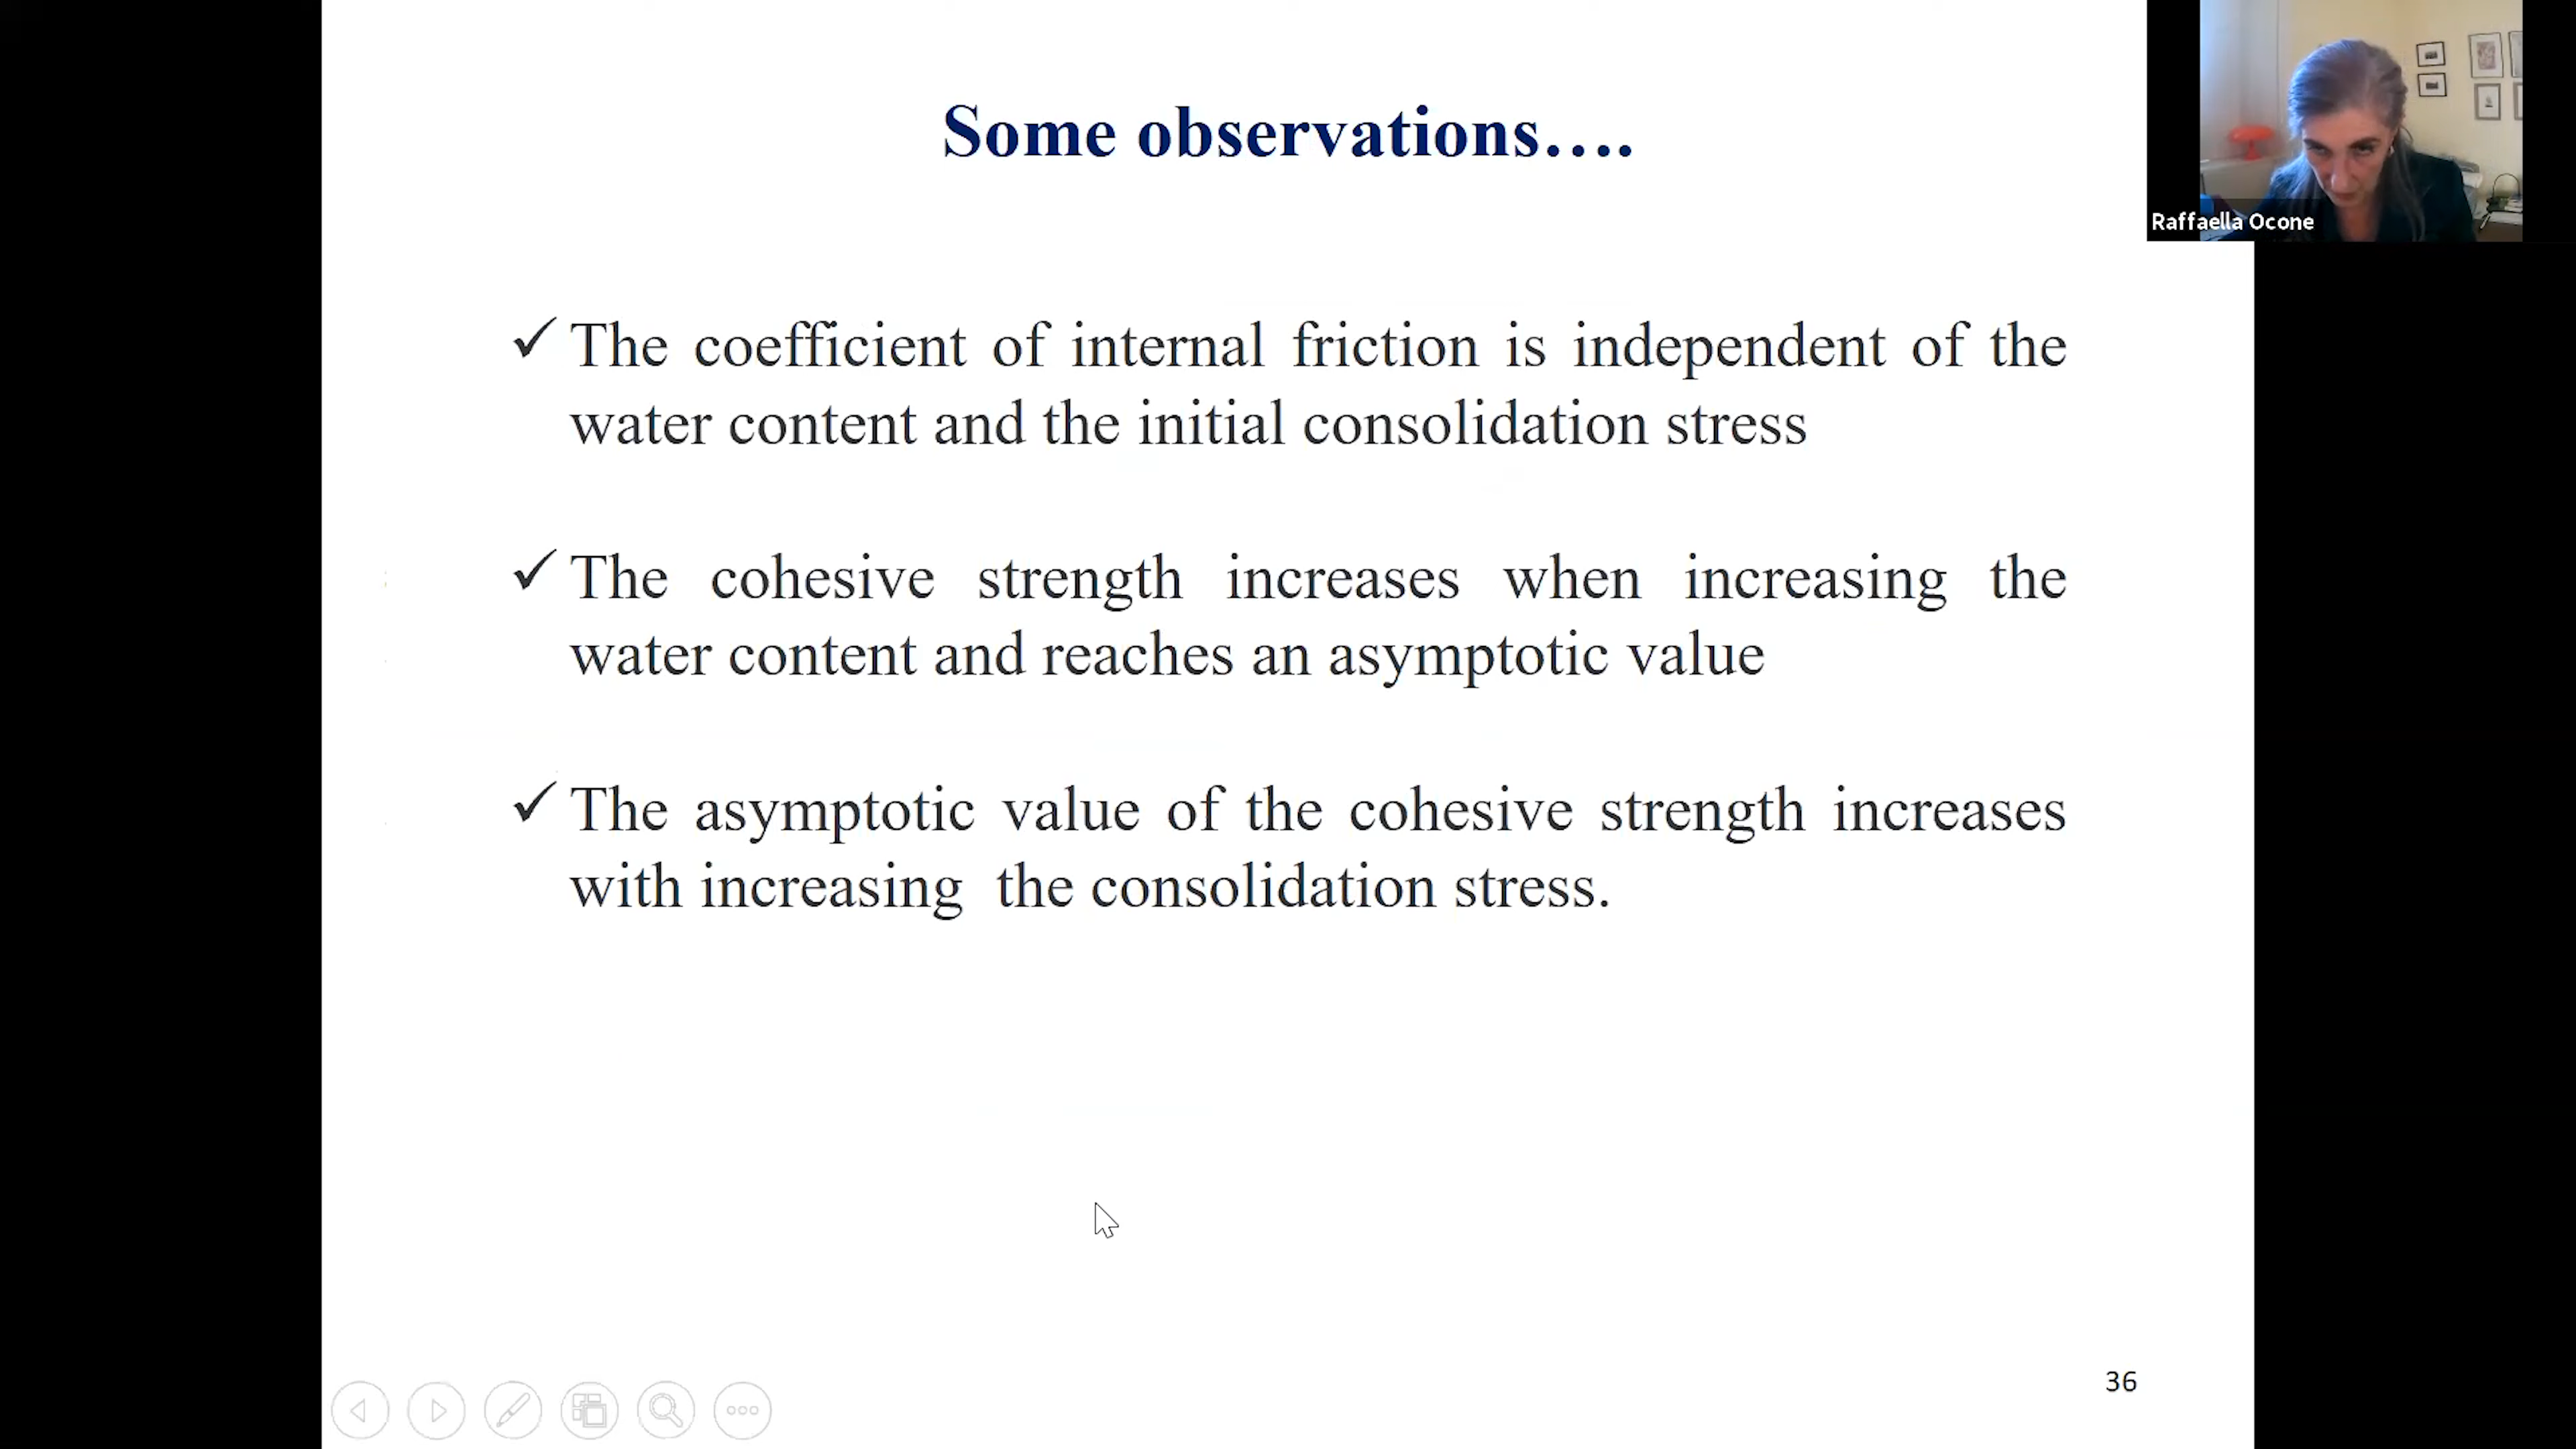 Some observations....
Raffaella Ocone
✓ The coefficient of internal friction is independent of the
water content and the initial consolidation stress
✓ The cohesive strength increases when increasing the
water content and reaches an asymptotic value
✓ The asymptotic value of the cohesive strength increases
with increasing the consolidation stress.
36